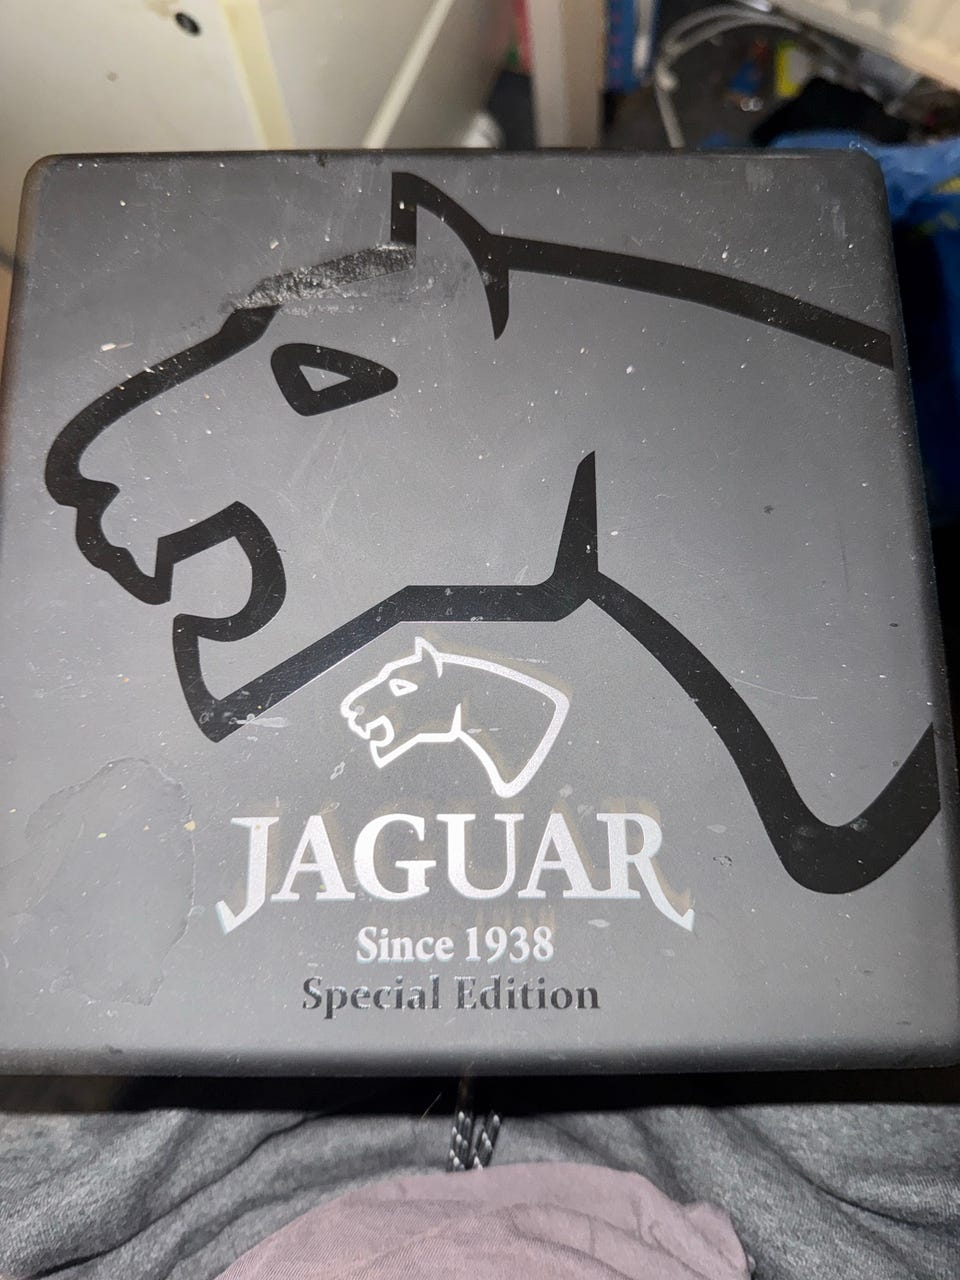 JAGUAR
Since 1938
Special Edition